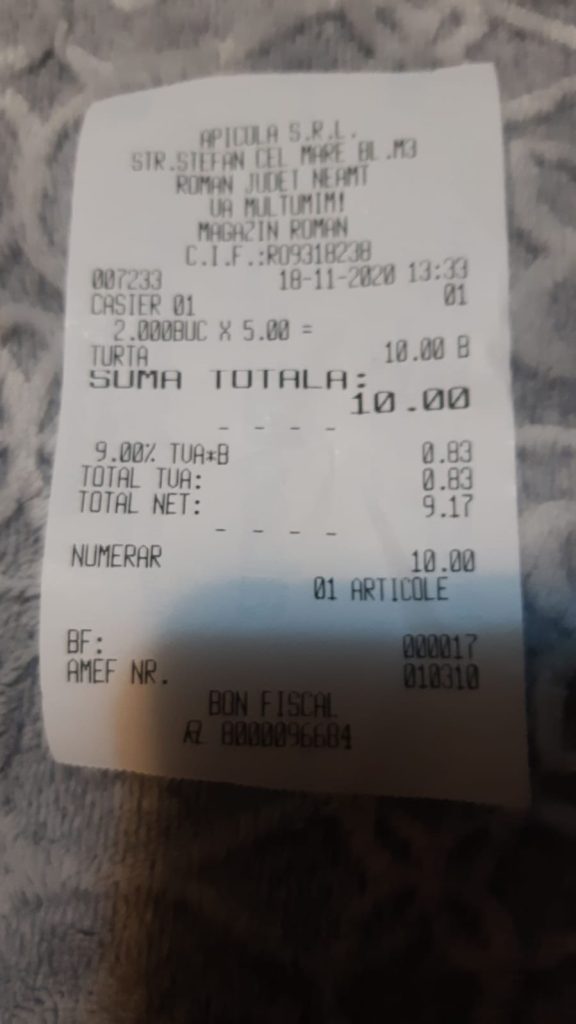 APICOLA S.R.L.
STR.STEFAN CEL MARE BL.M3
ROMAN JUDET NEAMT
VA MULTUMIM!
MAGAZIN ROMAN
C.I.F.:RO9318238
007233 18-11-2020 13:33
CASIER 01 01
2.000BUC X 5.00 =
TURTA 10.00 B
SUMA TOTALA:
10.00
- - - -
9.00% TVA*B 0.83
TOTAL TVA: 0.83
TOTAL NET: 9.17
- - - -
NUMERAR 10.00
01 ARTICOLE
BF: 000017
AMEF NR. 010310
BON FISCAL
8000096684